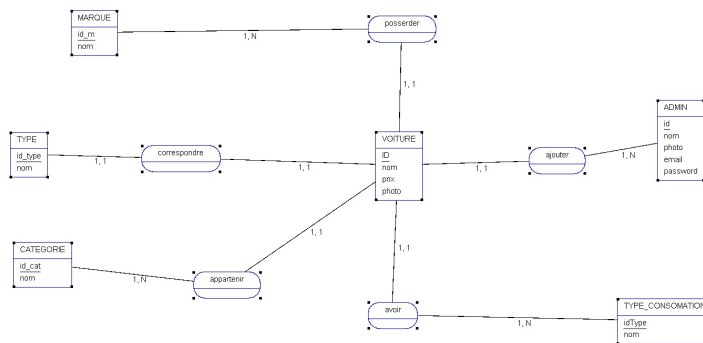 MARQUE
id_m
nom
1, N
posserder
1, 1
TYPE
id_type
nom
1, 1
correspondre
1, 1
VOITURE
ID
nom
prix
photo
1, 1
ajouter
1, N
ADMIN
id
nom
photo
email
password
CATEGORIE
id_cat
nom
1, N
appartenir
1, 1
1, 1
avoir
1, N
TYPE_CONSOMATION
idType
nom